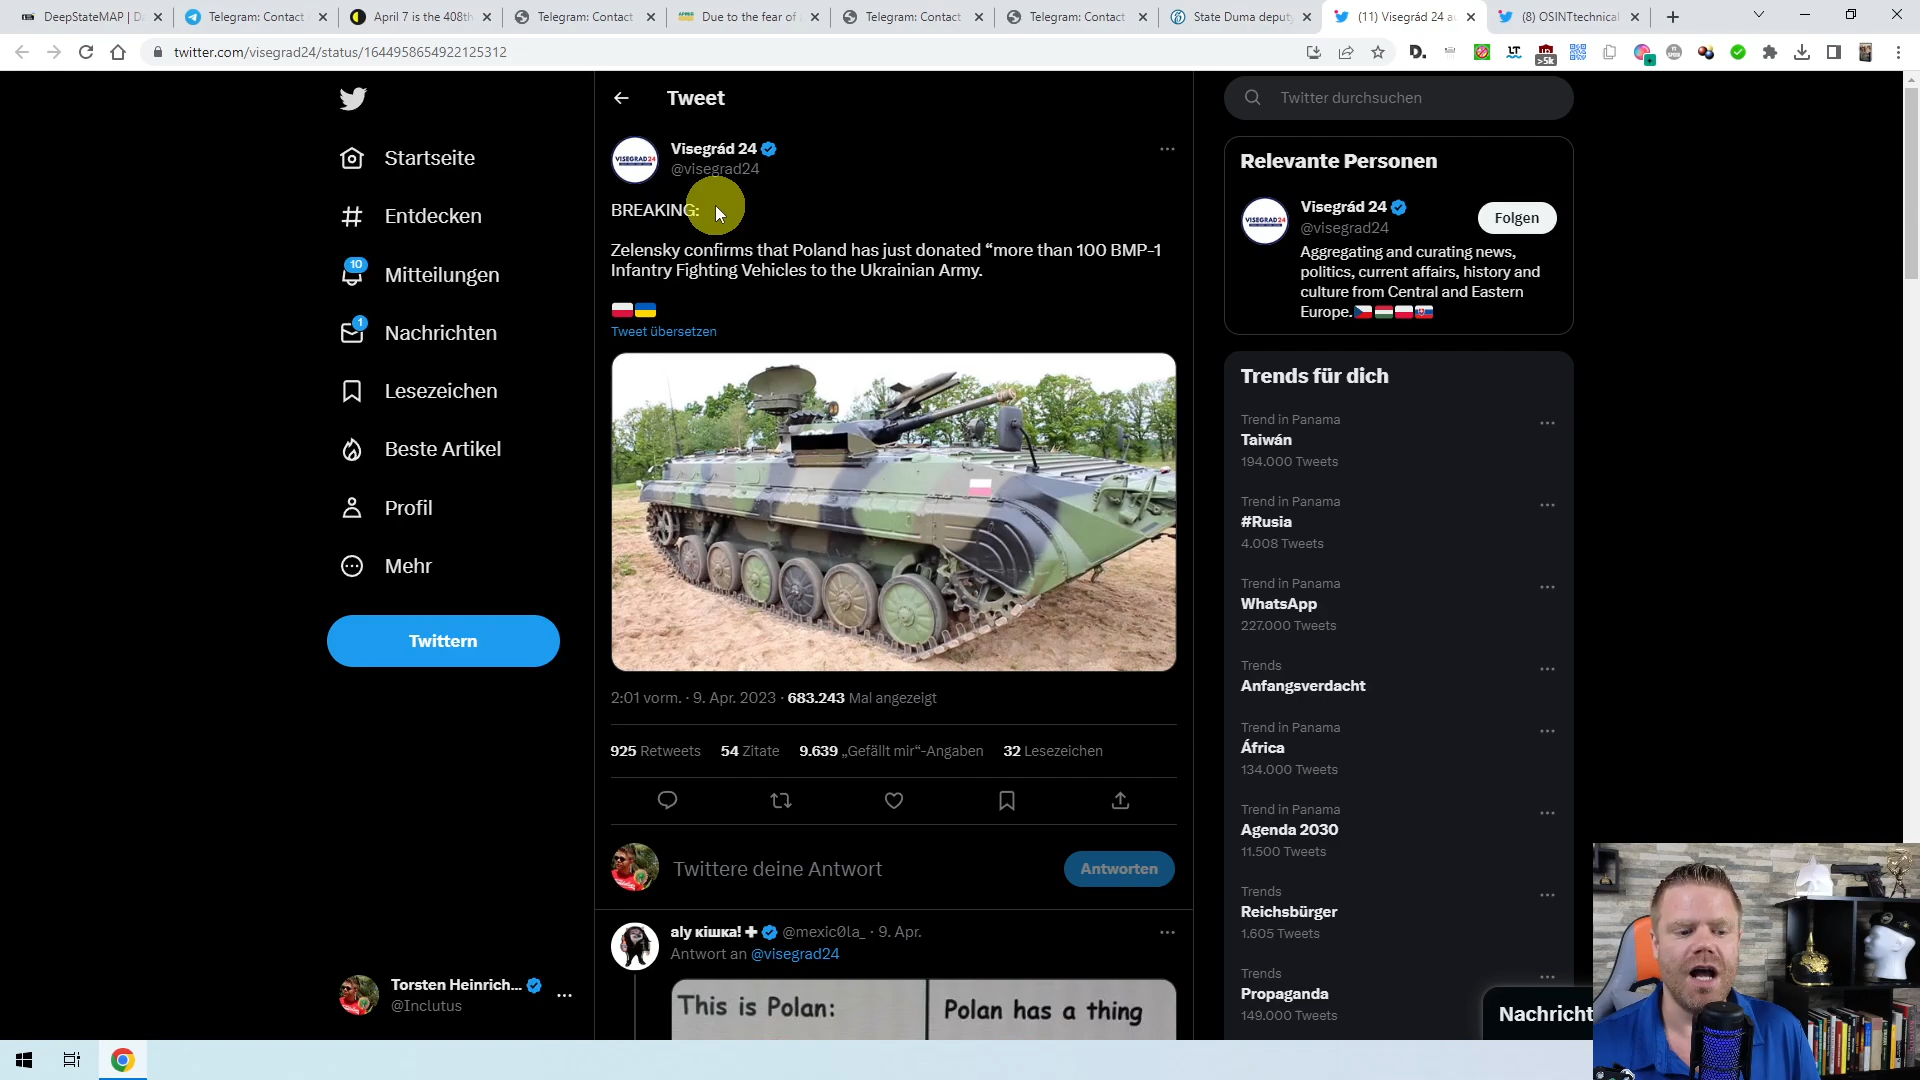 DeepStateMAP | D
Telegram: Contact
April 7 is the 408th
Telegram: Contact
Due to the fear of
Telegram: Contact
Telegram: Contact
State Duma deputy
(11) Visegrád 24 au
(8) OSINTtechnical
twitter.com/visegrad24/status/1644958654922125312
>5k
Startseite
Entdecken
10
Mitteilungen
1
Nachrichten
Lesezeichen
Beste Artikel
Profil
Mehr
Twittern
Torsten Heinrich...
@Inclutus
Tweet
VISEGRAD24
Visegrád 24
@visegrad24
BREAKING:
Zelensky confirms that Poland has just donated “more than 100 BMP-1
Infantry Fighting Vehicles to the Ukrainian Army.
Tweet übersetzen
2:01 vorm. · 9. Apr. 2023 · 683.243 Mal angezeigt
925 Retweets 54 Zitate 9.639 „Gefällt mir“-Angaben 32 Lesezeichen
Twittere deine Antwort
Antworten
aly кішка! @mexic0la_ · 9. Apr.
Antwort an @visegrad24
This is Polan:
Polan has a thing
Twitter durchsuchen
Relevante Personen
VISEGRAD24
Visegrád 24
@visegrad24
Folgen
Aggregating and curating news,
politics, current affairs, history and
culture from Central and Eastern
Europe.
Trends für dich
Trend in Panama
Taiwán
194.000 Tweets
Trend in Panama
#Rusia
4.008 Tweets
Trend in Panama
WhatsApp
227.000 Tweets
Trends
Anfangsverdacht
Trend in Panama
África
134.000 Tweets
Trend in Panama
Agenda 2030
11.500 Tweets
Trends
Reichsbürger
1.605 Tweets
Trends
Propaganda
149.000 Tweets
Nachricht